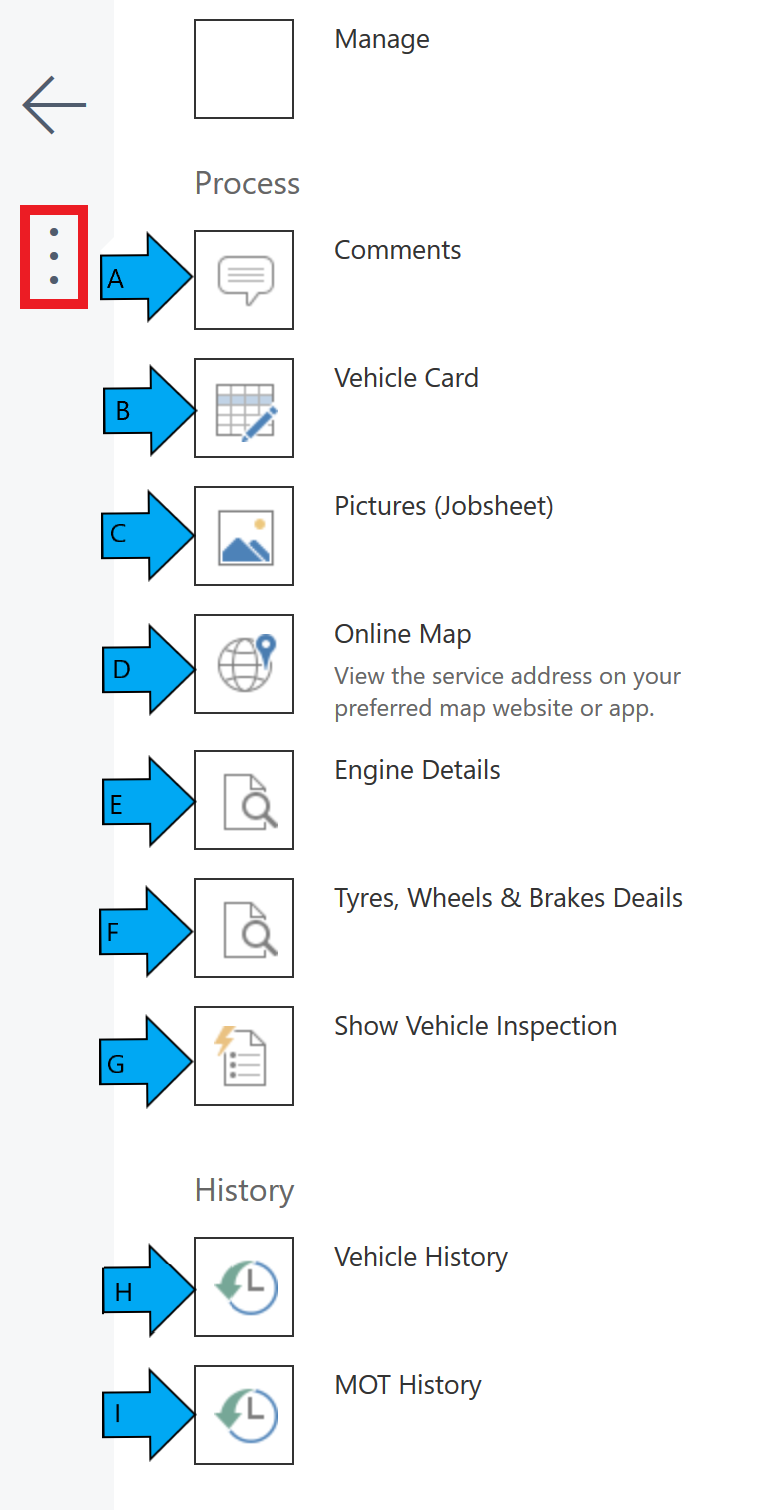 Manage
Process
A
Comments
B
Vehicle Card
C
Pictures (Jobsheet)
D
Online Map
View the service address on your
preferred map website or app.
E
Engine Details
F
Tyres, Wheels & Brakes Deails
G
Show Vehicle Inspection
History
H
Vehicle History
I
MOT History